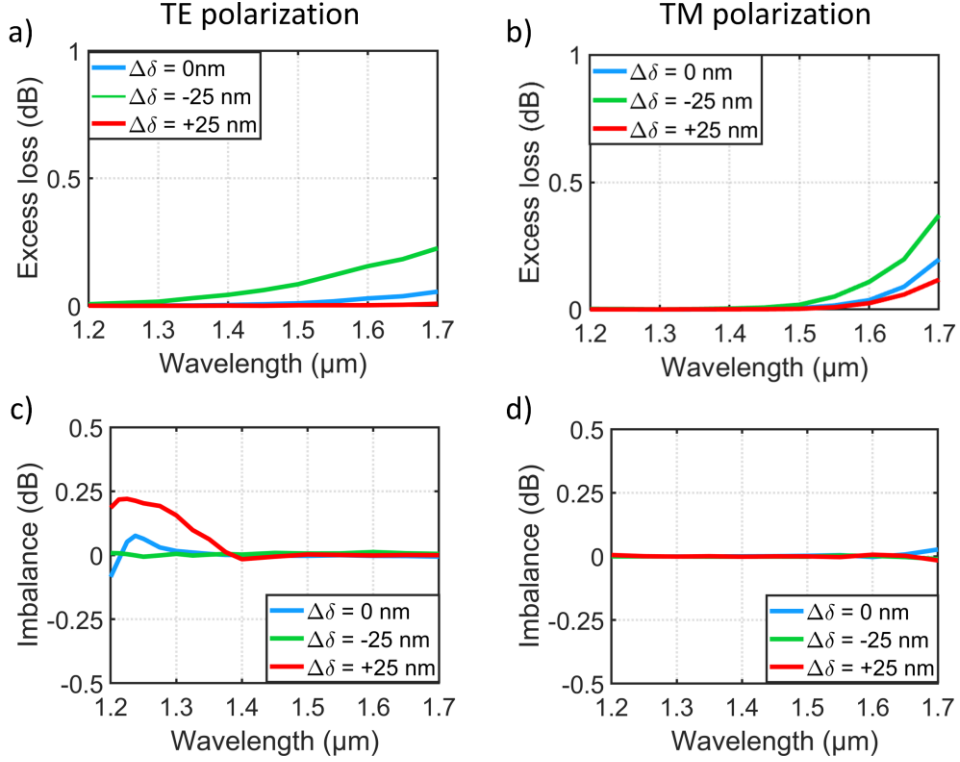 TE polarization
TM polarization
a)
1
0.5
0
Excess loss (dB)
Δδ = 0nm
Δδ = -25 nm
Δδ = +25 nm
1.2 1.3 1.4 1.5 1.6 1.7
Wavelength (µm)
b)
1
0.5
0
Excess loss (dB)
Δδ = 0 nm
Δδ = -25 nm
Δδ = +25 nm
1.2 1.3 1.4 1.5 1.6 1.7
Wavelength (µm)
c)
0.5
0.25
0
-0.25
-0.5
Imbalance (dB)
Δδ = 0 nm
Δδ = -25 nm
Δδ = +25 nm
1.2 1.3 1.4 1.5 1.6 1.7
Wavelength (µm)
d)
0.5
0.25
0
-0.25
-0.5
Imbalance (dB)
Δδ = 0 nm
Δδ = -25 nm
Δδ = +25 nm
1.2 1.3 1.4 1.5 1.6 1.7
Wavelength (µm)